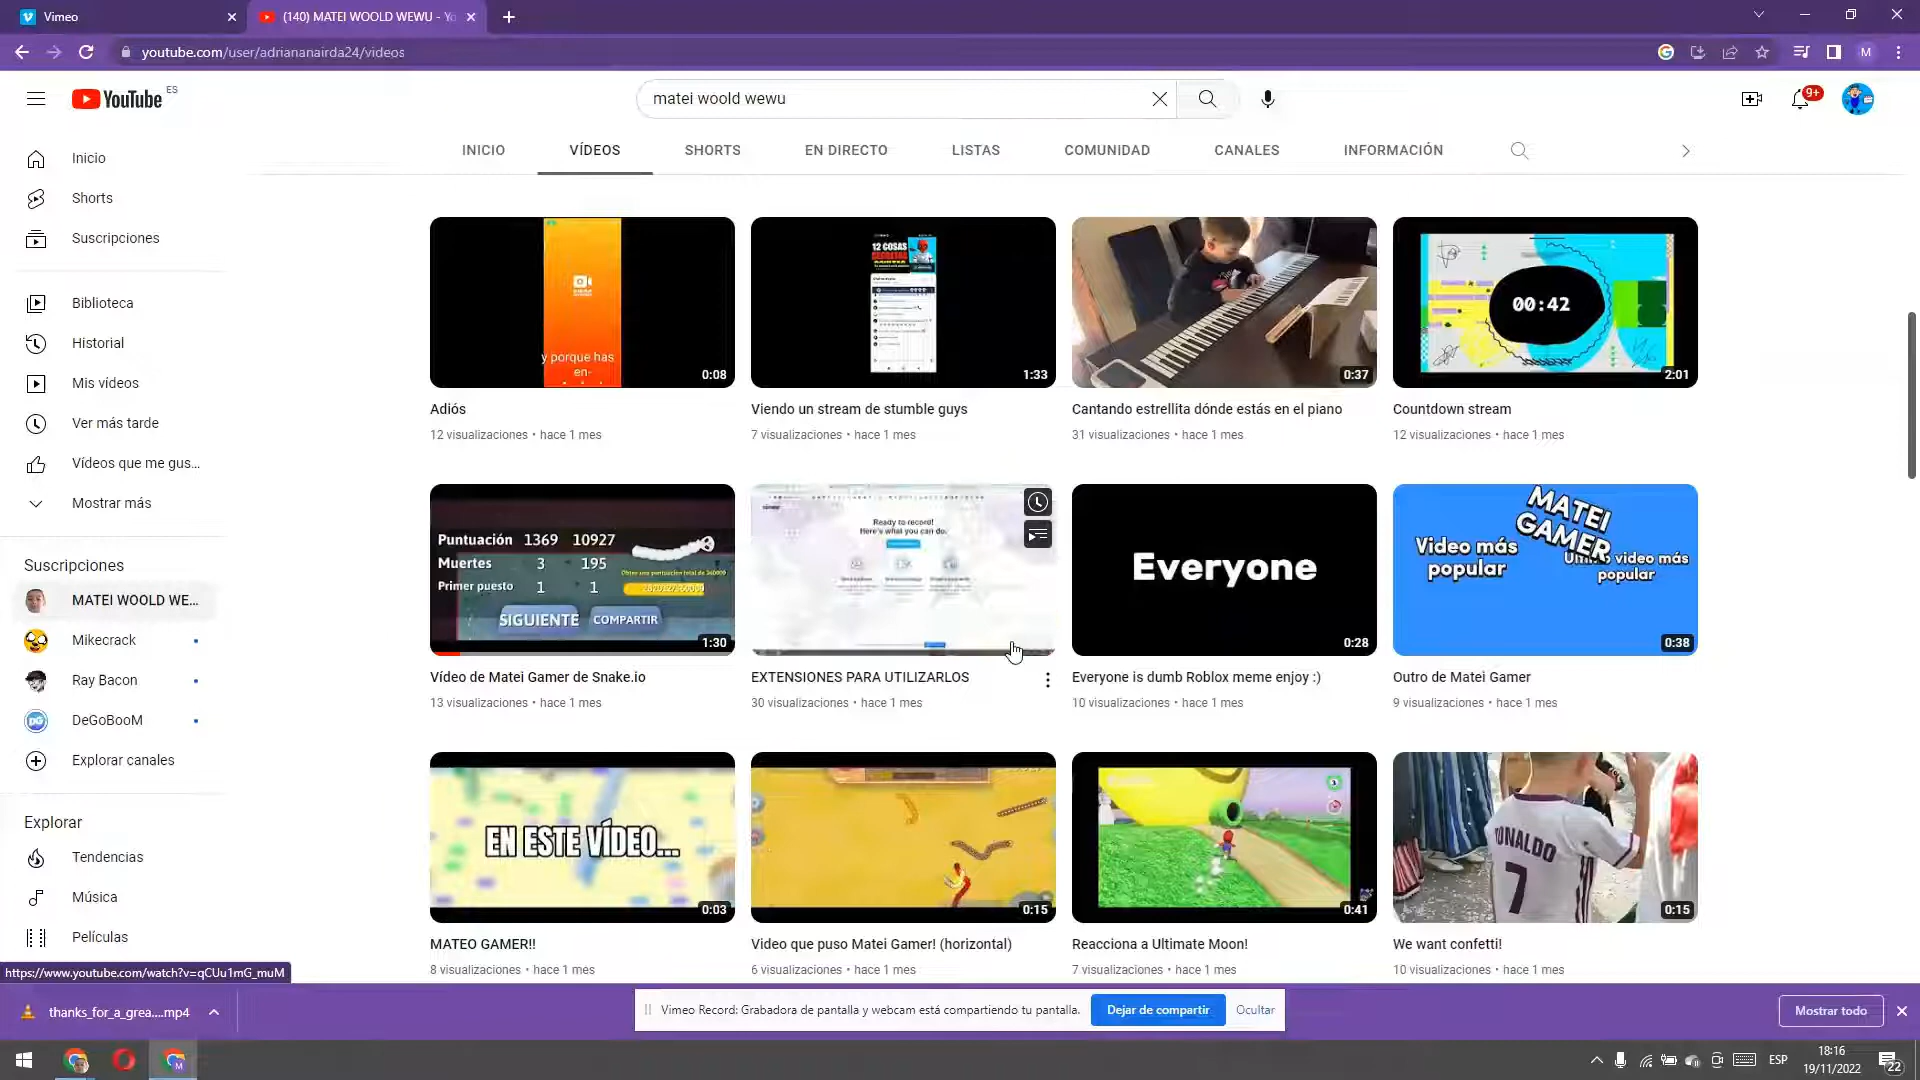 Vimeo
(140) MATEI WOOLD WEWU - Yo
youtube.com/user/adriananairda24/videos
M
YouTube ES
matei woold wewu
9+
INICIO VÍDEOS SHORTS EN DIRECTO LISTAS COMUNIDAD CANALES INFORMACIÓN
Inicio
Shorts
Suscripciones
Biblioteca
Historial
Mis vídeos
Ver más tarde
Vídeos que me gus...
Mostrar más
Suscripciones
MATEI WOOLD WE...
Mikecrack
Ray Bacon
DeGoBooM
Explorar canales
Explorar
Tendencias
Música
Películas
y porque has
en-
0:08
12 COSAS
1:33
0:37
00:42
2:01
Adiós
12 visualizaciones • hace 1 mes
Viendo un stream de stumble guys
7 visualizaciones • hace 1 mes
Cantando estrellita dónde estás en el piano
31 visualizaciones • hace 1 mes
Countdown stream
12 visualizaciones • hace 1 mes
Puntuación 1369 10927
Muertes 3 195
Primer puesto 1 1
SIGUIENTE COMPARTIR
1:30
Ready to record!
Here's what you can do.
Everyone
0:28
MATEI
GAMER
Video más
popular
video más
popular
0:38
Vídeo de Matei Gamer de Snake.io
13 visualizaciones • hace 1 mes
EXTENSIONES PARA UTILIZARLOS
30 visualizaciones • hace 1 mes
Everyone is dumb Roblox meme enjoy :)
10 visualizaciones • hace 1 mes
Outro de Matei Gamer
9 visualizaciones • hace 1 mes
EN ESTE VÍDEO...
0:03
0:15
0:41
RONALDO
7
0:15
MATEO GAMER!!
8 visualizaciones • hace 1 mes
Video que puso Matei Gamer! (horizontal)
6 visualizaciones • hace 1 mes
Reacciona a Ultimate Moon!
7 visualizaciones • hace 1 mes
We want confetti!
10 visualizaciones • hace 1 mes
https://www.youtube.com/watch?v=qCUu1mG_muM
thanks_for_a_grea....mp4
Vimeo Record: Grabadora de pantalla y webcam está compartiendo tu pantalla.
Dejar de compartir
Ocultar
Mostrar todo
ESP
18:16
19/11/2022
22